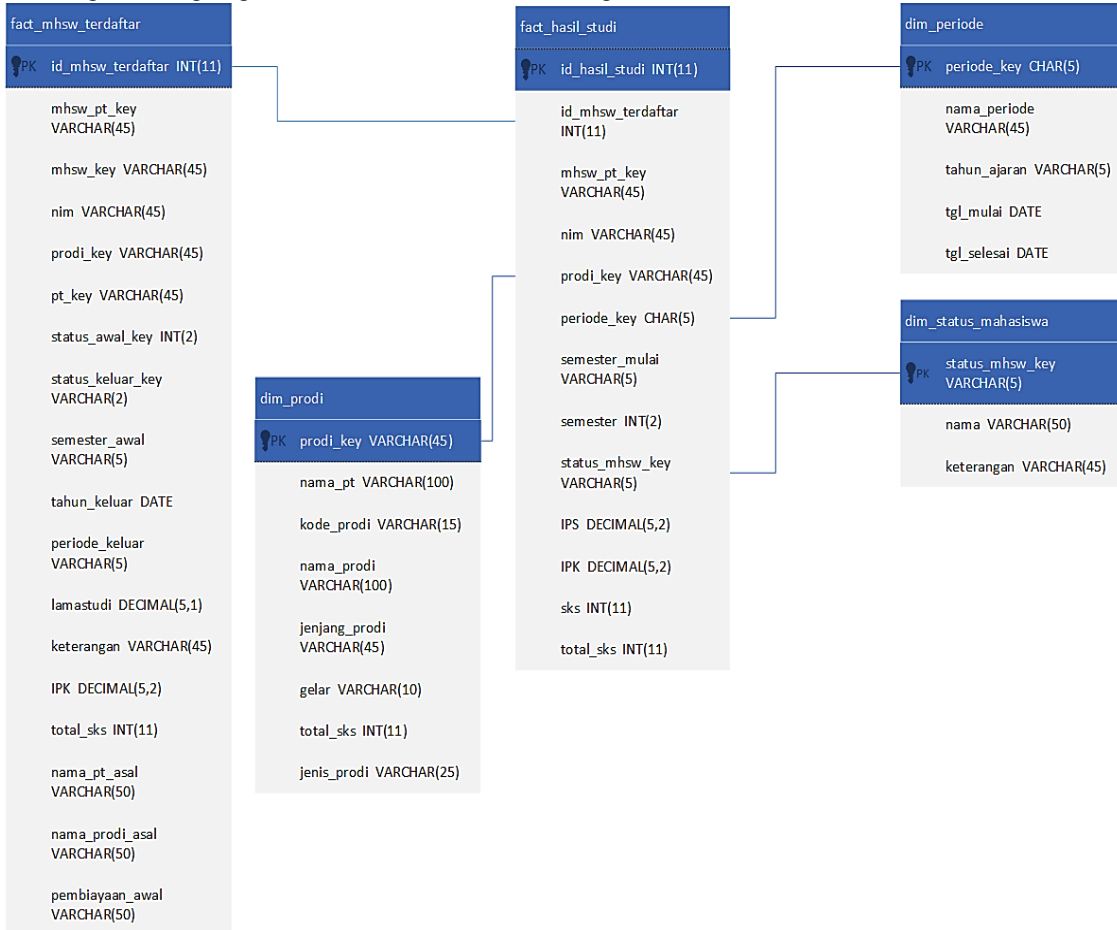 fact_mhsw_terdaftar
PK id_mhsw_terdaftar INT(11)
mhsw_pt_key
VARCHAR(45)
mhsw_key VARCHAR(45)
nim VARCHAR(45)
prodi_key VARCHAR(45)
pt_key VARCHAR(45)
status_awal_key INT(2)
status_keluar_key
VARCHAR(2)
semester_awal
VARCHAR(5)
tahun_keluar DATE
periode_keluar
VARCHAR(5)
lamastudi DECIMAL(5,1)
keterangan VARCHAR(45)
IPK DECIMAL(5,2)
total_sks INT(11)
nama_pt_asal
VARCHAR(50)
nama_prodi_asal
VARCHAR(50)
pembiayaan_awal
VARCHAR(50)
dim_prodi
PK prodi_key VARCHAR(45)
nama_pt VARCHAR(100)
kode_prodi VARCHAR(15)
nama_prodi
VARCHAR(100)
jenjang_prodi
VARCHAR(45)
gelar VARCHAR(10)
total_sks INT(11)
jenis_prodi VARCHAR(25)
fact_hasil_studi
PK id_hasil_studi INT(11)
id_mhsw_terdaftar
INT(11)
mhsw_pt_key
VARCHAR(45)
nim VARCHAR(45)
prodi_key VARCHAR(45)
periode_key CHAR(5)
semester_mulai
VARCHAR(5)
semester INT(2)
status_mhsw_key
VARCHAR(5)
IPS DECIMAL(5,2)
IPK DECIMAL(5,2)
sks INT(11)
total_sks INT(11)
dim_periode
PK periode_key CHAR(5)
nama_periode
VARCHAR(45)
tahun_ajaran VARCHAR(5)
tgl_mulai DATE
tgl_selesai DATE
dim_status_mahasiswa
PK status_mhsw_key
VARCHAR(5)
nama VARCHAR(50)
keterangan VARCHAR(45)